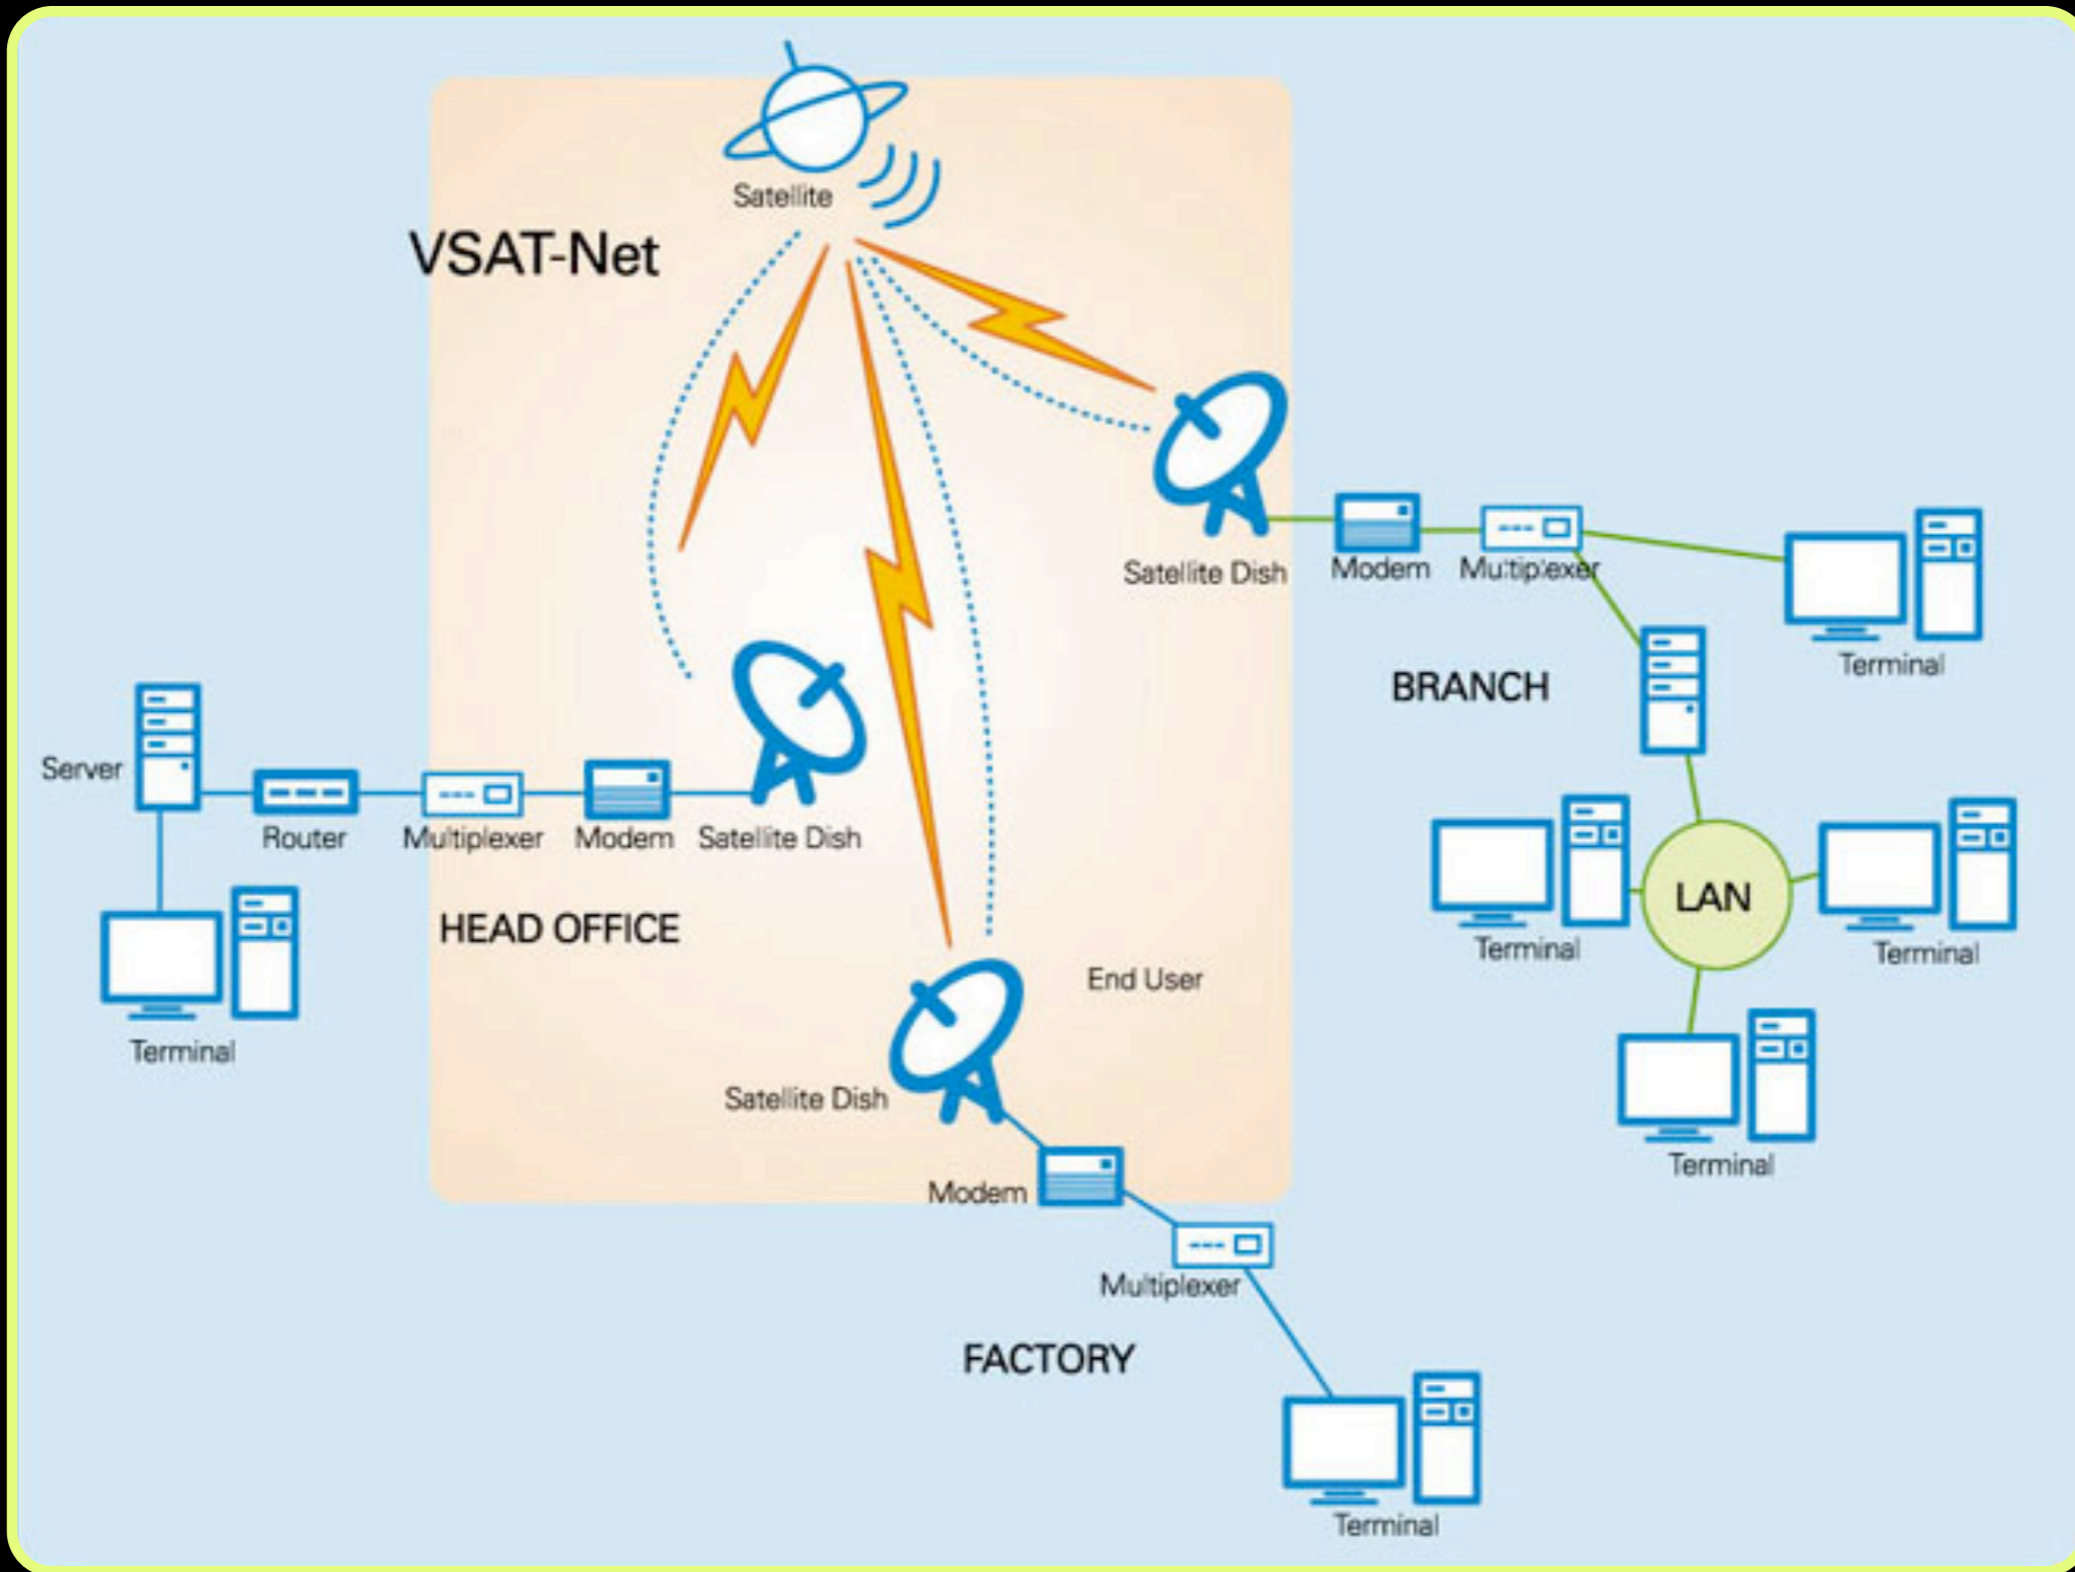 Satellite
VSAT-Net
Satellite Dish
Modem
Multiplexer
Terminal
BRANCH
Server
Router
Multiplexer
Modem
Satellite Dish
HEAD OFFICE
Terminal
LAN
Terminal
Terminal
Terminal
End User
Satellite Dish
Modem
Multiplexer
FACTORY
Terminal